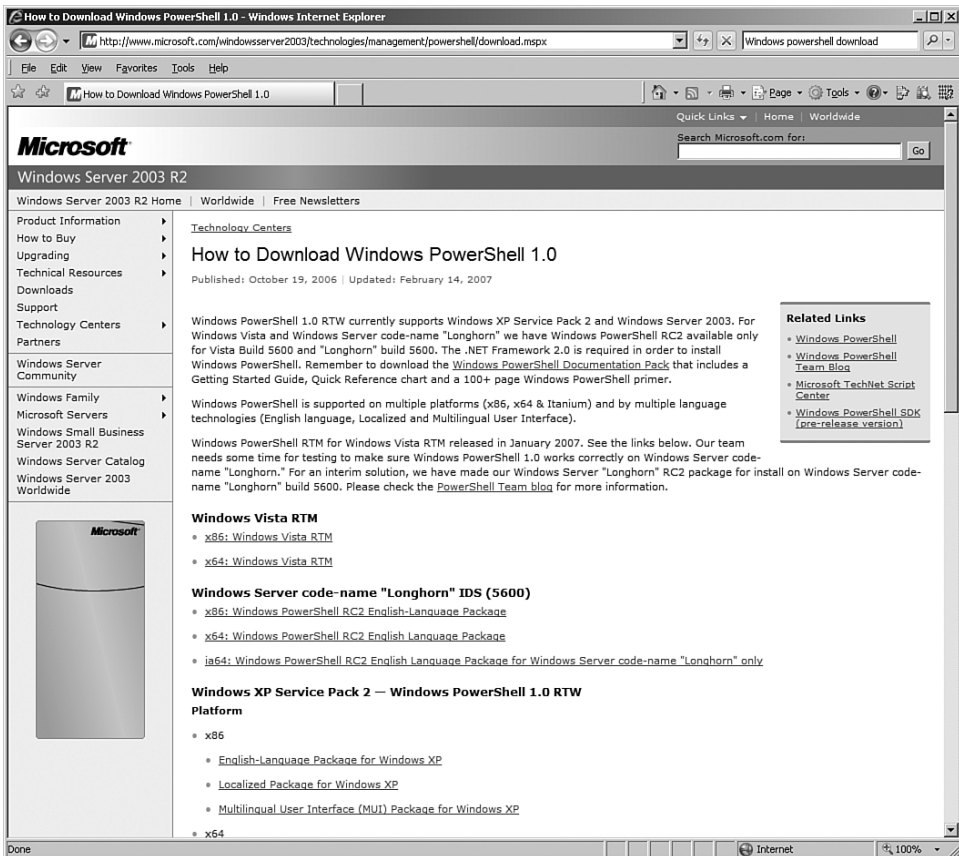 How to Download Windows PowerShell 1.0 - Windows Internet Explorer
http://www.microsoft.com/windowsserver2003/technologies/management/powershell/download.mspx
Windows powershell download
File Edit View Favorites Tools Help
How to Download Windows PowerShell 1.0
Page Tools
Quick Links | Home | Worldwide
Microsoft
Search Microsoft.com for:
Go
Windows Server 2003 R2
Windows Server 2003 R2 Home | Worldwide | Free Newsletters
Product Information
How to Buy
Upgrading
Technical Resources
Downloads
Support
Technology Centers
Partners
Windows Server
Community
Windows Family
Microsoft Servers
Windows Small Business
Server 2003 R2
Windows Server Catalog
Windows Server 2003
Worldwide
Microsoft
Technology Centers
How to Download Windows PowerShell 1.0
Published: October 19, 2006 | Updated: February 14, 2007
Windows PowerShell 1.0 RTW currently supports Windows XP Service Pack 2 and Windows Server 2003. For
Windows Vista and Windows Server code-name "Longhorn" we have Windows PowerShell RC2 available only
for Vista Build 5600 and "Longhorn" build 5600. The .NET Framework 2.0 is required in order to install
Windows PowerShell. Remember to download the Windows PowerShell Documentation Pack that includes a
Getting Started Guide, Quick Reference chart and a 100+ page Windows PowerShell primer.
Windows PowerShell is supported on multiple platforms (x86, x64 & Itanium) and by multiple language
technologies (English language, Localized and Multilingual User Interface).
Windows PowerShell RTM for Windows Vista RTM released in January 2007. See the links below. Our team
needs some time for testing to make sure Windows PowerShell 1.0 works correctly on Windows Server code-
name "Longhorn." For an interim solution, we have made our Windows Server "Longhorn" RC2 package for install on Windows Server code-
name "Longhorn" build 5600. Please check the PowerShell Team blog for more information.
Related Links
Windows PowerShell
Windows PowerShell
Team Blog
Microsoft TechNet Script
Center
Windows PowerShell SDK
(pre-release version)
Windows Vista RTM
x86: Windows Vista RTM
x64: Windows Vista RTM
Windows Server code-name "Longhorn" IDS (5600)
x86: Windows PowerShell RC2 English-Language Package
x64: Windows PowerShell RC2 English Language Package
ia64: Windows PowerShell RC2 English Language Package for Windows Server code-name "Longhorn" only
Windows XP Service Pack 2 — Windows PowerShell 1.0 RTW
Platform
x86
English-Language Package for Windows XP
Localized Package for Windows XP
Multilingual User Interface (MUI) Package for Windows XP
x64
Done
Internet
100%